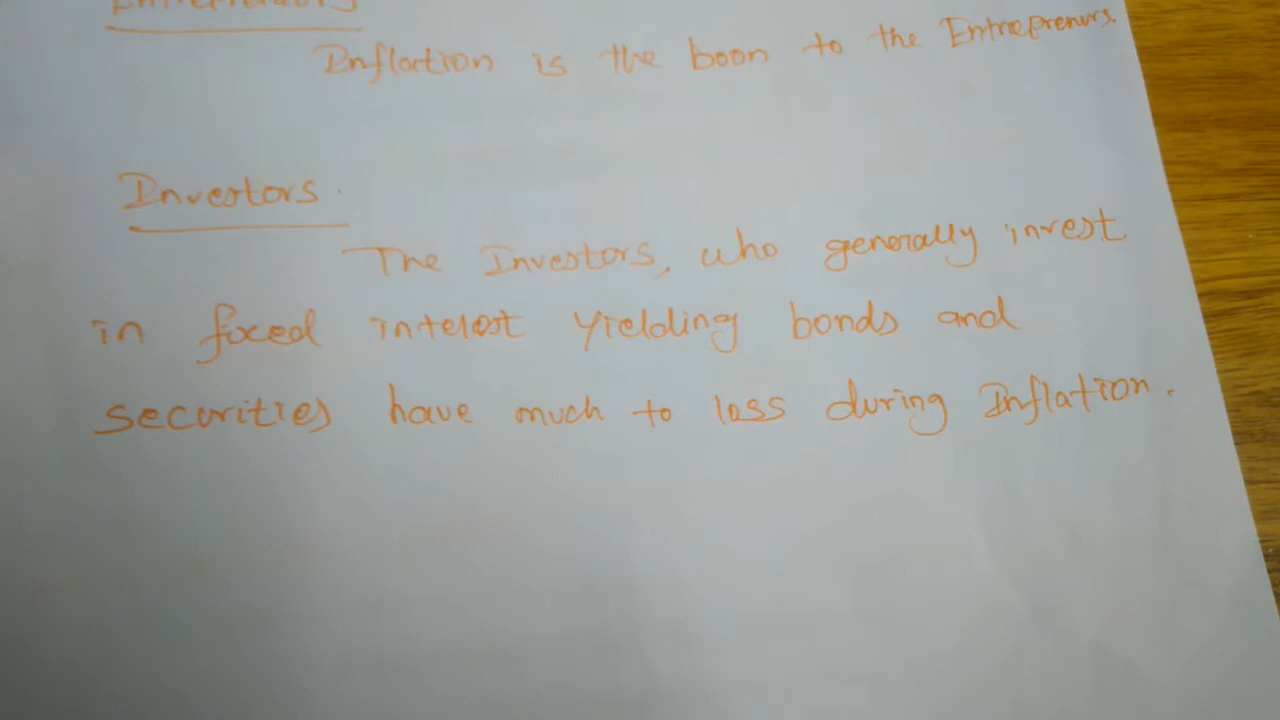 Entrepreneurs
Inflation is the boon to the Entreprenurs.
Investors.
The Investors, who generally invest
in fixed interest yielding bonds and
securities have much to loss during Inflation.